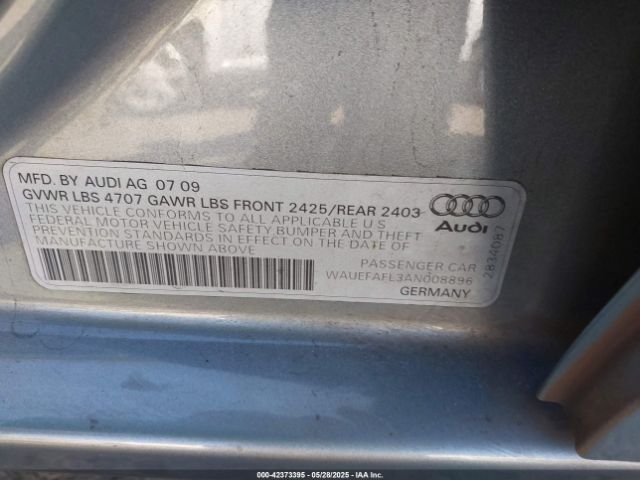 MFD. BY AUDI AG 07 09
GVWR LBS 4707 GAWR LBS FRONT 2425/REAR 2403
THIS VEHICLE CONFORMS TO ALL APPLICABLE U S
FEDERAL MOTOR VEHICLE SAFETY BUMPER AND THEFT
PREVENTION STANDARDS IN EFFECT ON THE DATE OF
MANUFACTURE SHOWN ABOVE
Audi
PASSENGER CAR
WAUEFAFL3AN008896
GERMANY
2834087
000-42373395 - 05/28/2025 - IAAI.COM